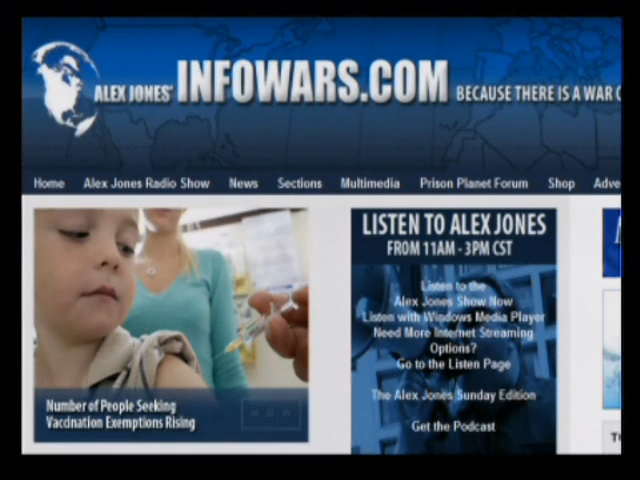 ALEX JONES' INFOWARS.COM BECAUSE THERE IS A WAR
Home Alex Jones Radio Show News Sections Multimedia Prison Planet Forum Shop Adve
LISTEN TO ALEX JONES
FROM 11AM - 3PM CST
Listen to the
Alex Jones Show Now
Listen with Windows Media Player
Need More Internet Streaming
Options?
Go to the Listen Page
The Alex Jones Sunday Edition
Get the Podcast
Number of People Seeking
Vaccination Exemptions Rising